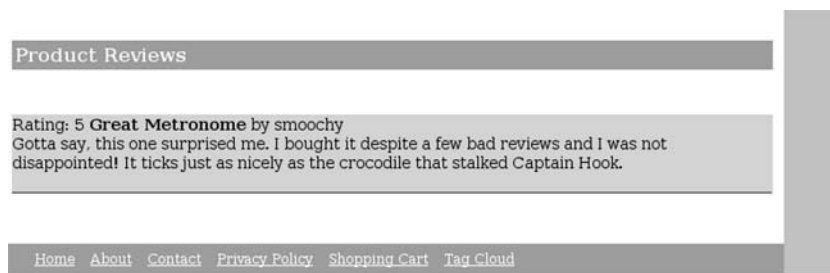 Product Reviews
Rating: 5 Great Metronome by smoochy
Gotta say, this one surprised me. I bought it despite a few bad reviews and I was not
disappointed! It ticks just as nicely as the crocodile that stalked Captain Hook.
Home About Contact Privacy Policy Shopping Cart Tag Cloud